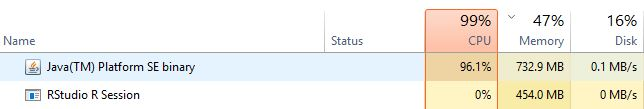 99% 47% 16%
Name Status CPU Memory Disk
Java(TM) Platform SE binary 96.1% 732.9 MB 0.1 MB/s
RStudio R Session 0% 454.0 MB 0 MB/s